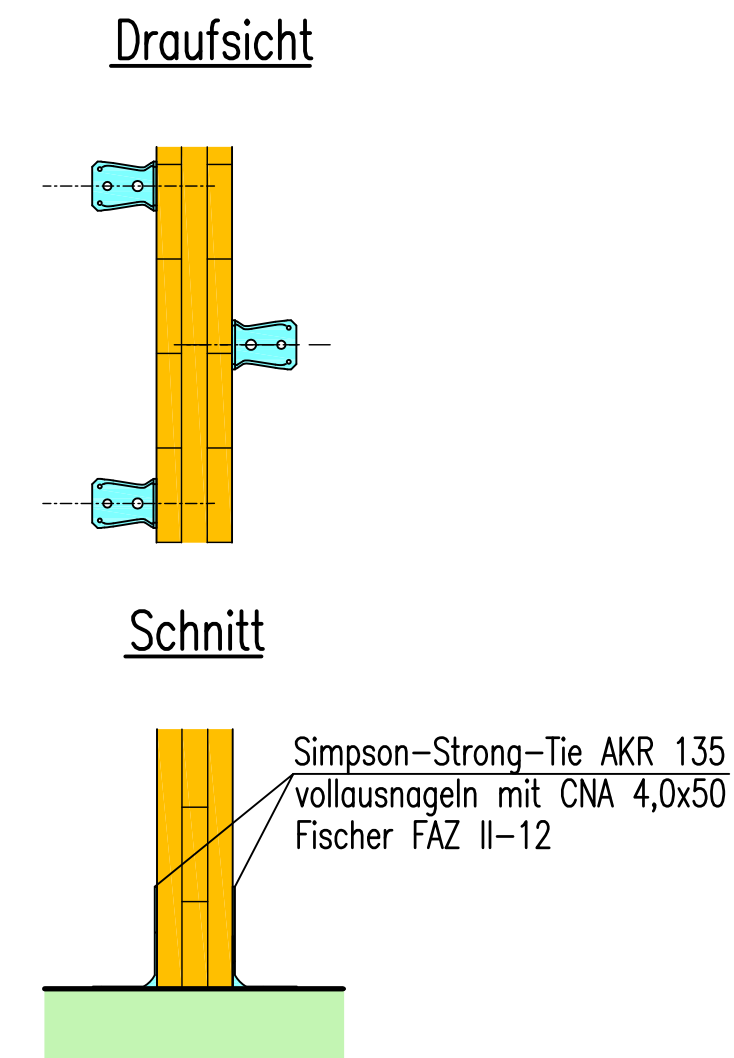 Draufsicht
Schnitt
Simpson-Strong-Tie AKR 135
vollausnageln mit CNA 4,0x50
Fischer FAZ II-12